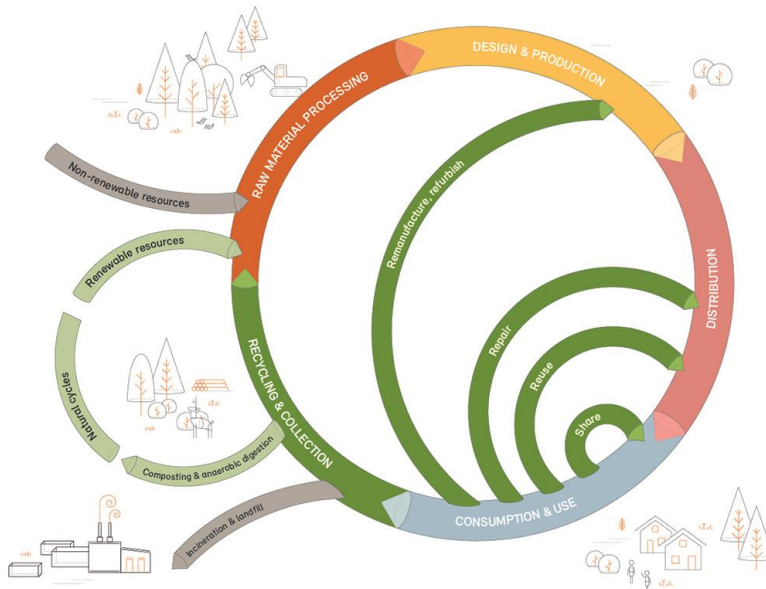 DESIGN & PRODUCTION
RAW MATERIAL PROCESSING
Non-renewable resources
Renewable resources
Remanufacture, refurbish
DISTRIBUTION
Repair
Reuse
Share
RECYCLING & COLLECTION
Natural cycles
Composting & anaerobic digestion
Incineration & landfill
CONSUMPTION & USE